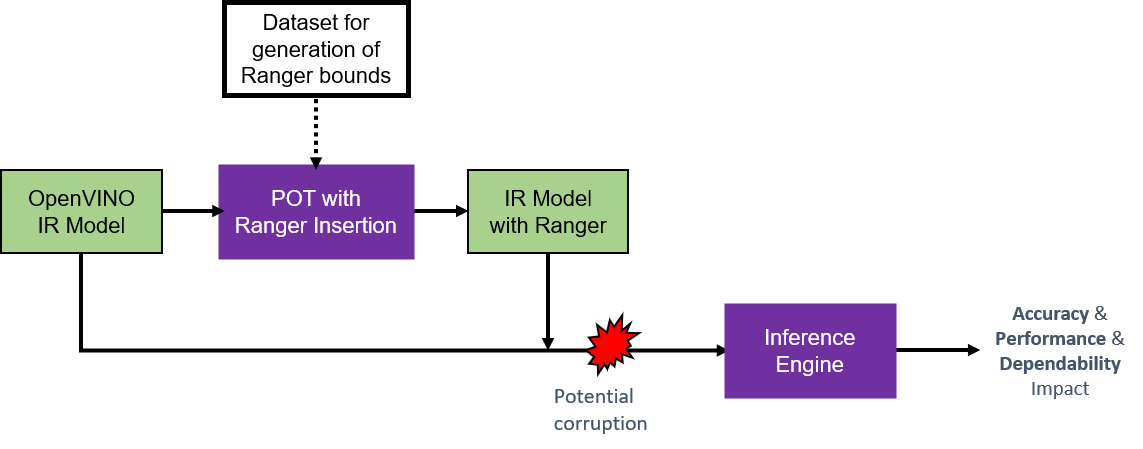 Dataset for
generation of
Ranger bounds
OpenVINO
IR Model
POT with
Ranger Insertion
IR Model
with Ranger
Potential
corruption
Inference
Engine
Accuracy &
Performance &
Dependability
Impact